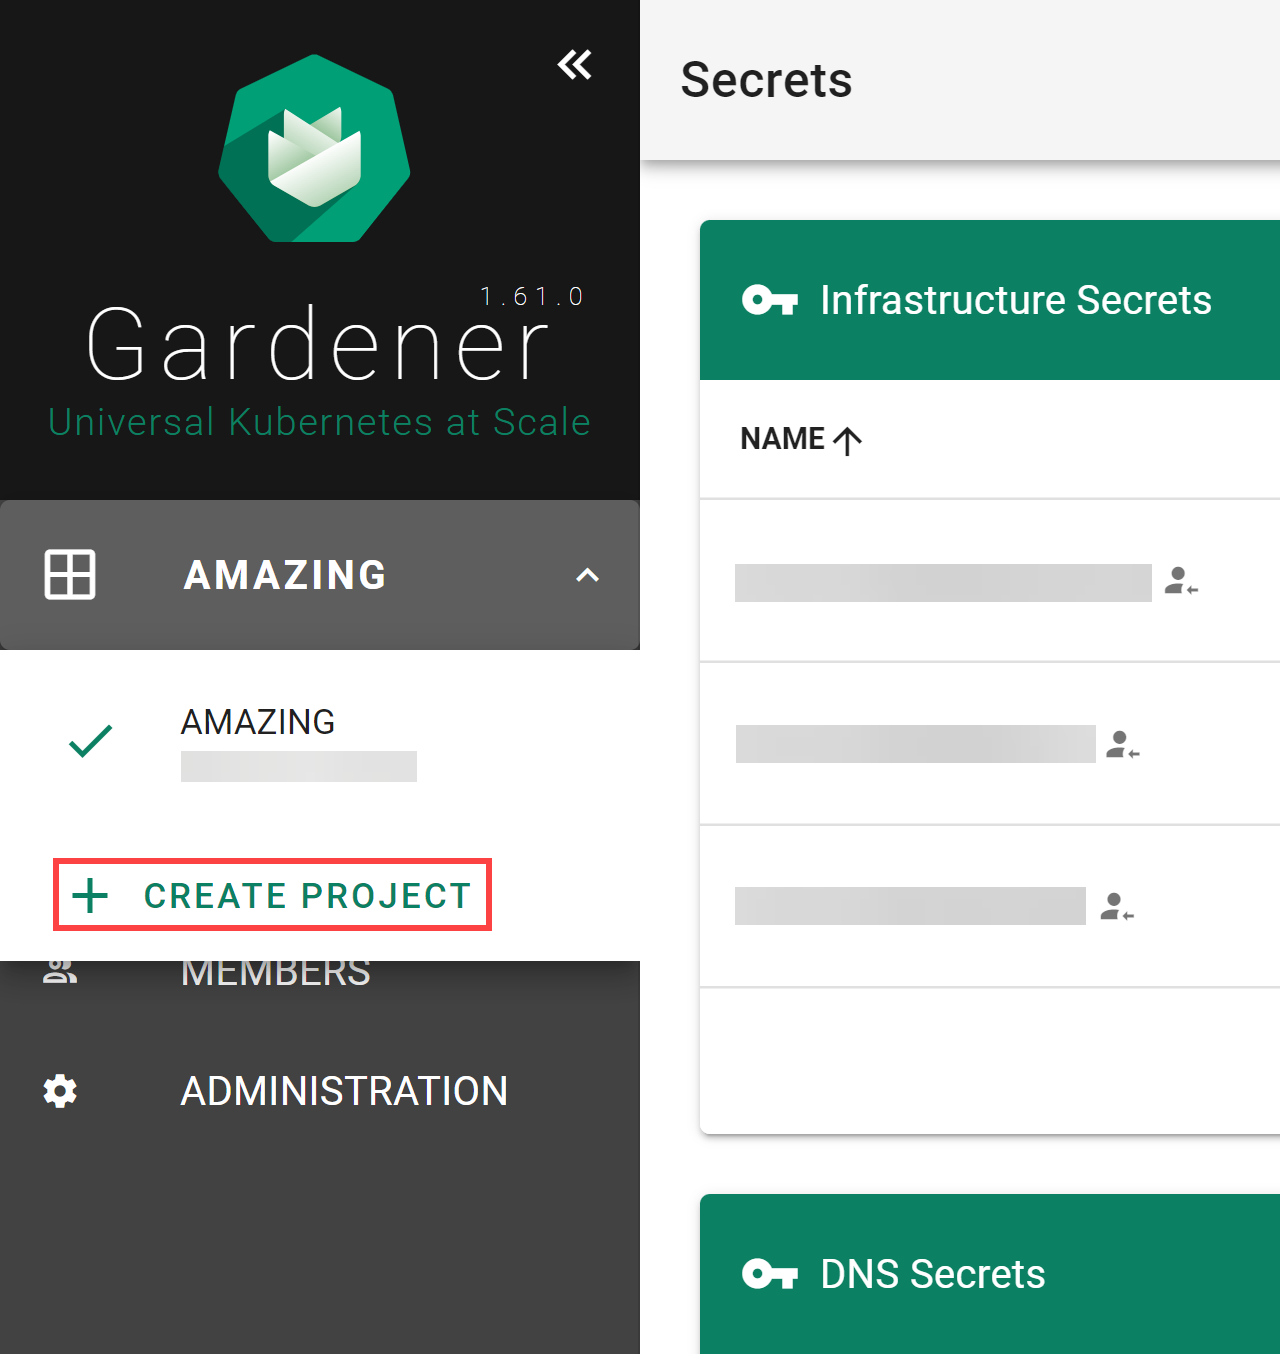 1.61.0
Gardener
Universal Kubernetes at Scale
AMAZING
AMAZING
CREATE PROJECT
MEMBERS
ADMINISTRATION
Secrets
Infrastructure Secrets
NAME
DNS Secrets